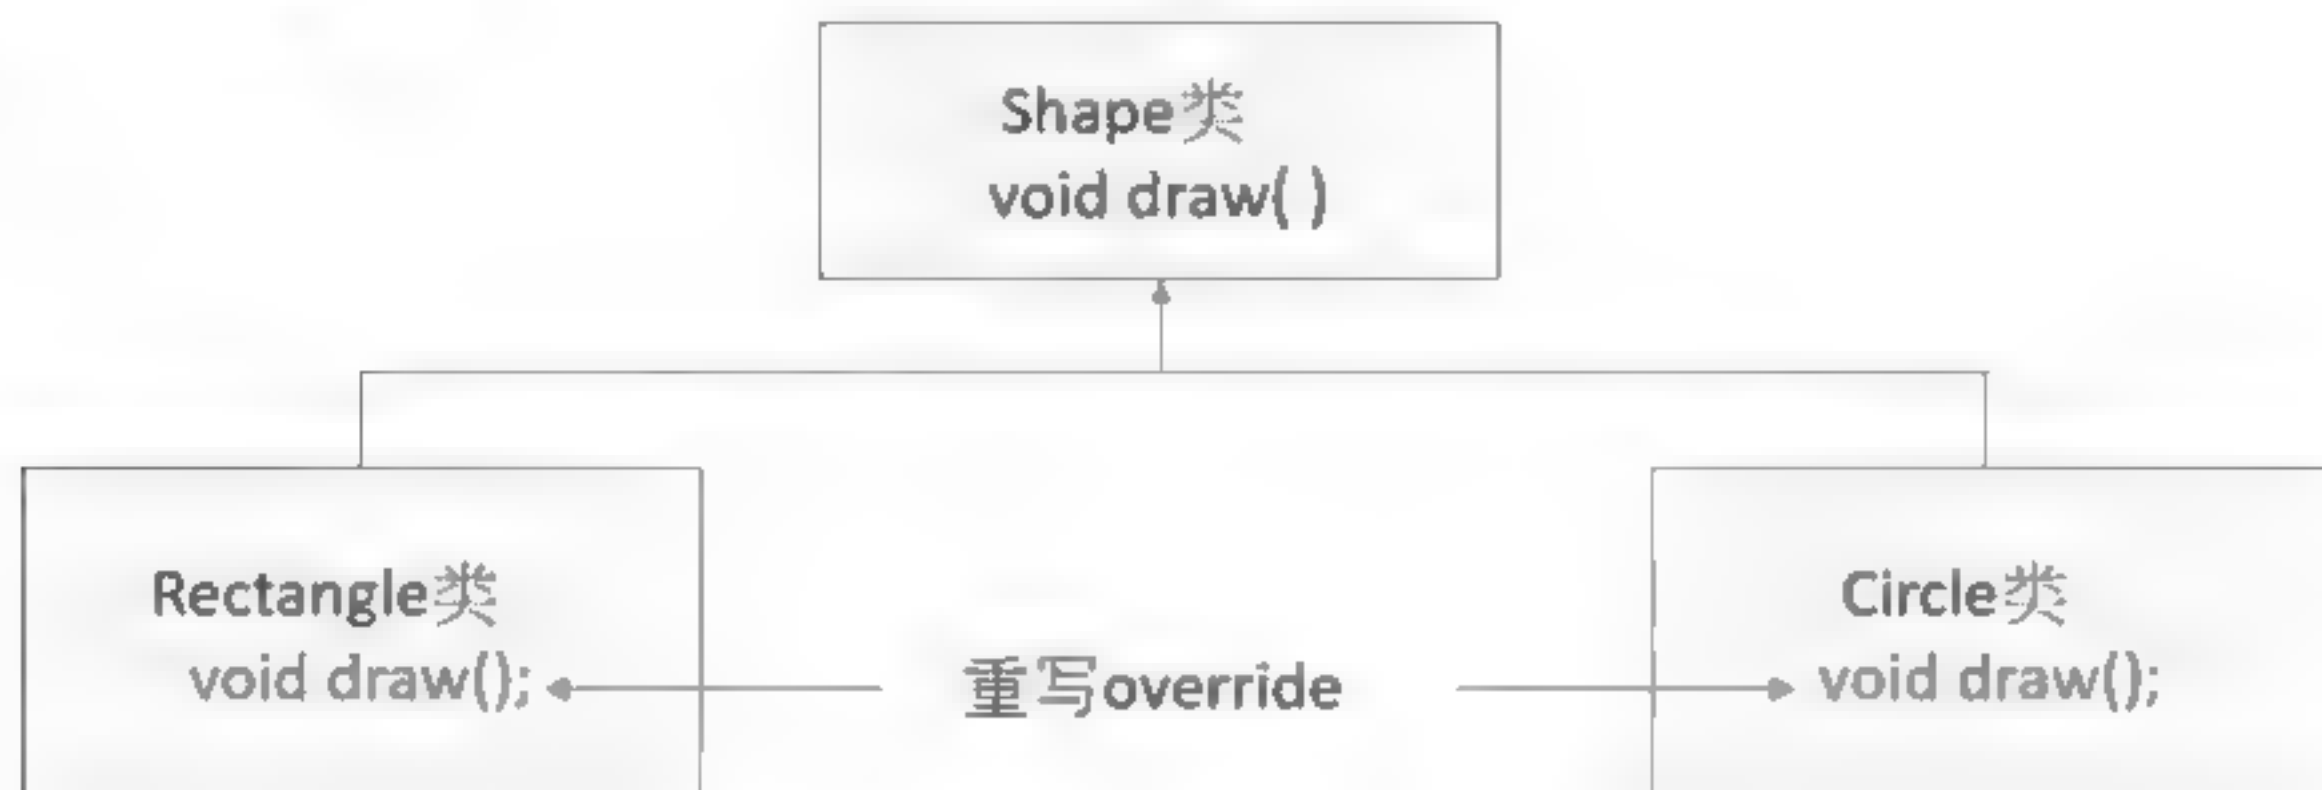 Shape类
void draw( )
Rectangle类
void draw();
重写override
Circle类
void draw();